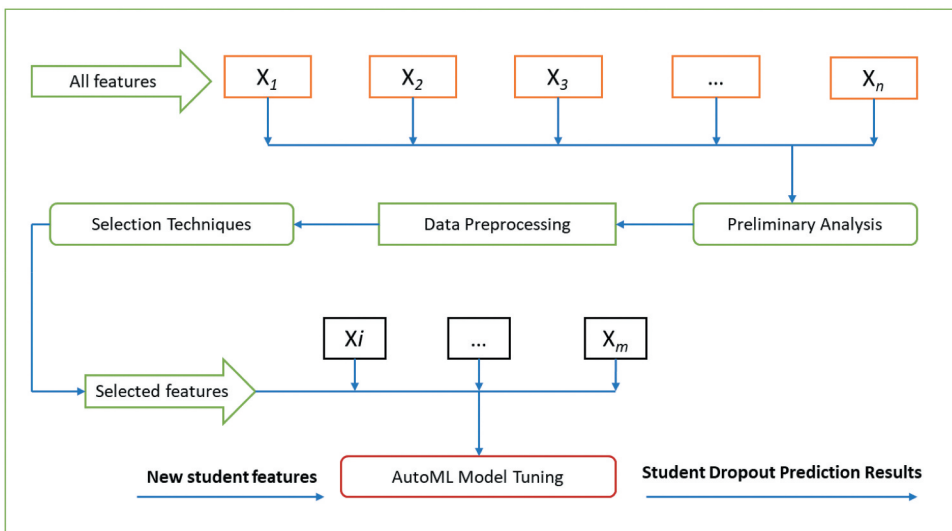 All features
X1
X2
X3
...
Xn
Selection Techniques
Data Preprocessing
Preliminary Analysis
Xi
...
Xm
Selected features
New student features
AutoML Model Tuning
Student Dropout Prediction Results